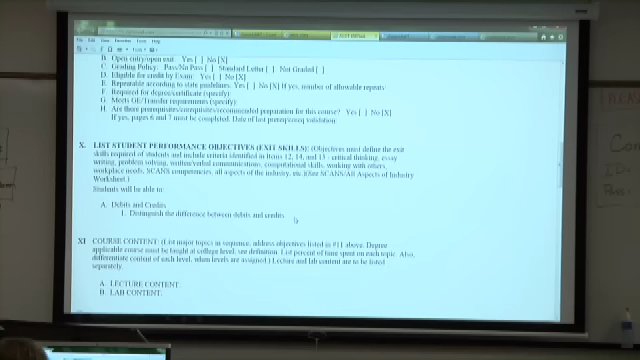 B. Open entry/open exit: Yes [ ] No [X]
C. Grading Policy: Pass/No Pass [ ] Standard Letter [ ] Not Graded [ ]
D. Eligible for credit by Exam: Yes [ ] No [X]
E. Repeatable according to state guidelines: Yes [ ] No [X] If yes, number of allowable repeats:
F. Required for degree/certificate (specify):
G. Meets GE/Transfer requirements (specify):
H. Are there prerequisites/corequisites/recommended preparation for this course? Yes [ ] No [X]
If yes, pages 6 and 7 must be completed. Date of last prereq/coreq validation:
X. LIST STUDENT PERFORMANCE OBJECTIVES (EXIT SKILLS): (Objectives must define the exit
skills required of students and include criteria identified in Items 12, 14, and 15 - critical thinking, essay
writing, problem solving, written/verbal communications, computational skills, working with others,
workplace needs, SCANS competencies, all aspects of the industry, etc.)(See SCANS/All Aspects of Industry
Worksheet.)
Students will be able to:
A. Debits and Credits
1. Distinguish the difference between debits and credits.
XI COURSE CONTENT: (List major topics in sequence, address objectives listed in #11 above. Degree
applicable course must be taught at college level; see definition. List percent of time spent on each topic. Also,
differentiate content of each level, when levels are assigned.) Lecture and lab content are to be listed
separately.
A. LECTURE CONTENT:
B. LAB CONTENT: